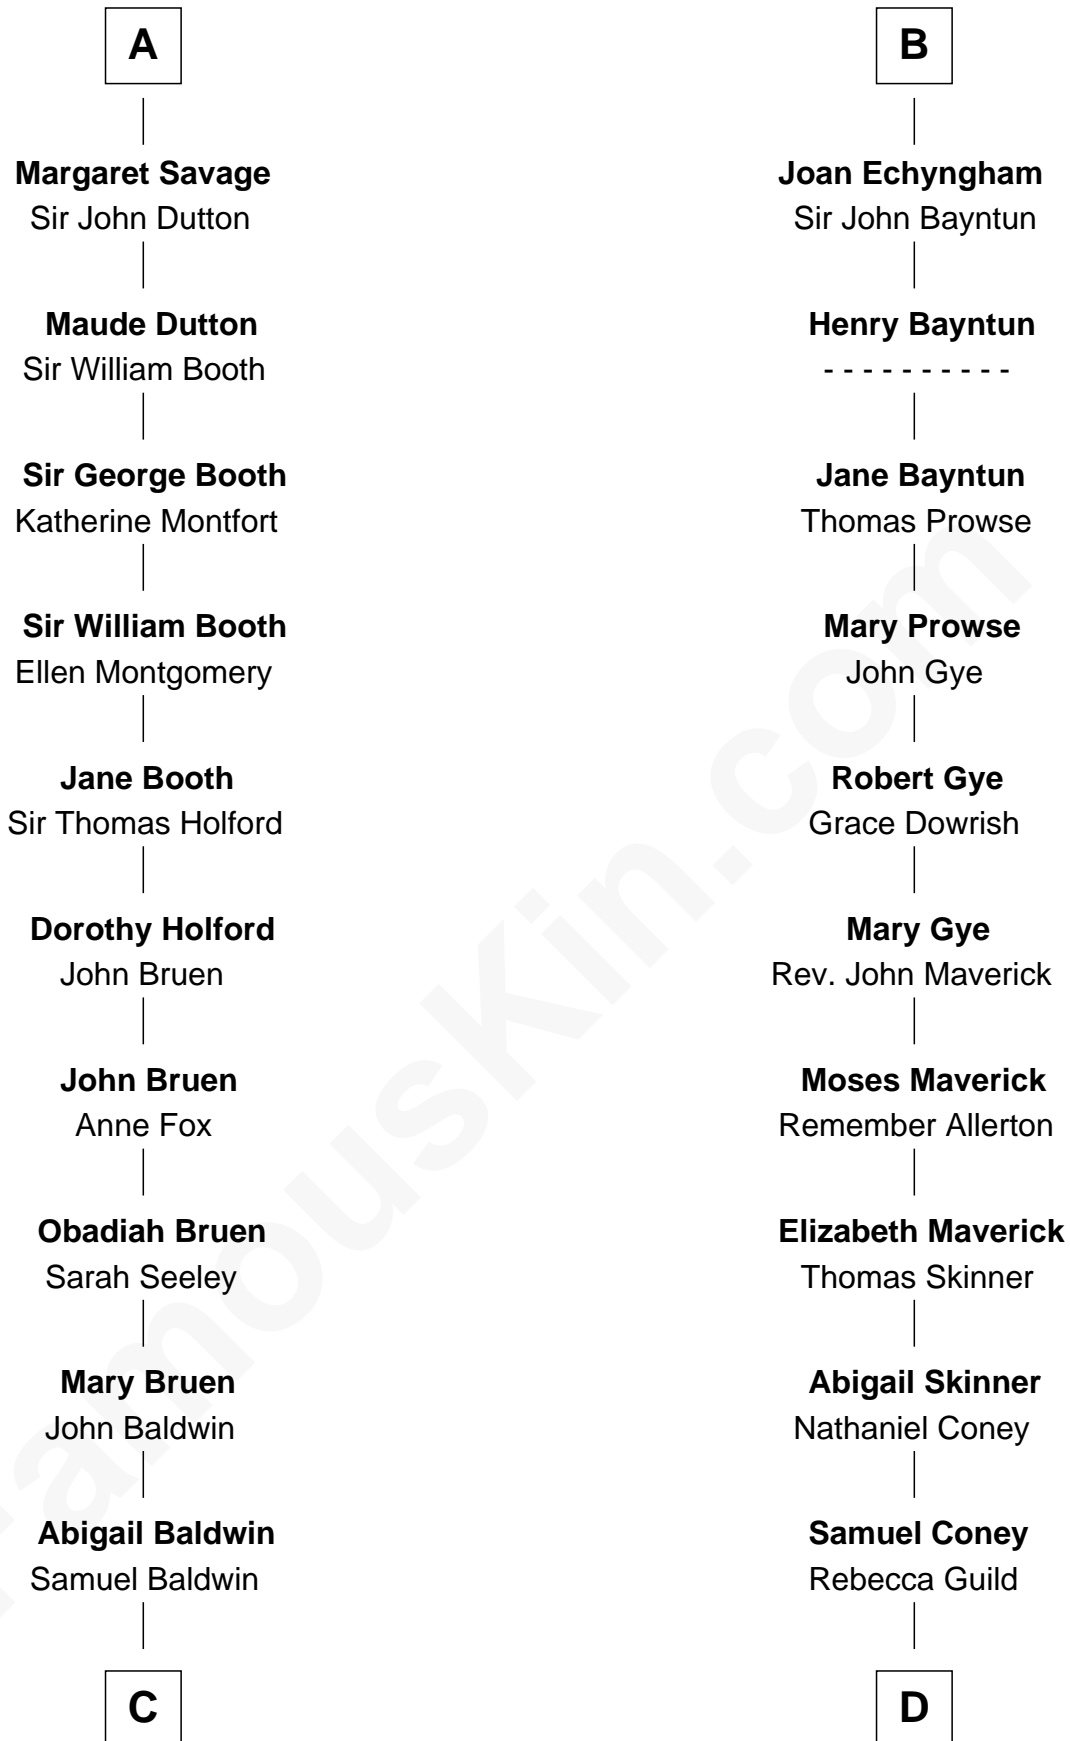 A
Margaret Savage
Sir John Dutton
Maude Dutton
Sir William Booth
Sir George Booth
Katherine Montfort
Sir William Booth
Ellen Montgomery
Jane Booth
Sir Thomas Holford
Dorothy Holford
John Bruen
John Bruen
Anne Fox
Obadiah Bruen
Sarah Seeley
Mary Bruen
John Baldwin
Abigail Baldwin
Samuel Baldwin
C
B
Joan Echyngham
Sir John Bayntun
Henry Bayntun
- - - - - - - - - -
Jane Bayntun
Thomas Prowse
Mary Prowse
John Gye
Robert Gye
Grace Dowrish
Mary Gye
Rev. John Maverick
Moses Maverick
Remember Allerton
Elizabeth Maverick
Thomas Skinner
Abigail Skinner
Nathaniel Coney
Samuel Coney
Rebecca Guild
D
FamousKin.com